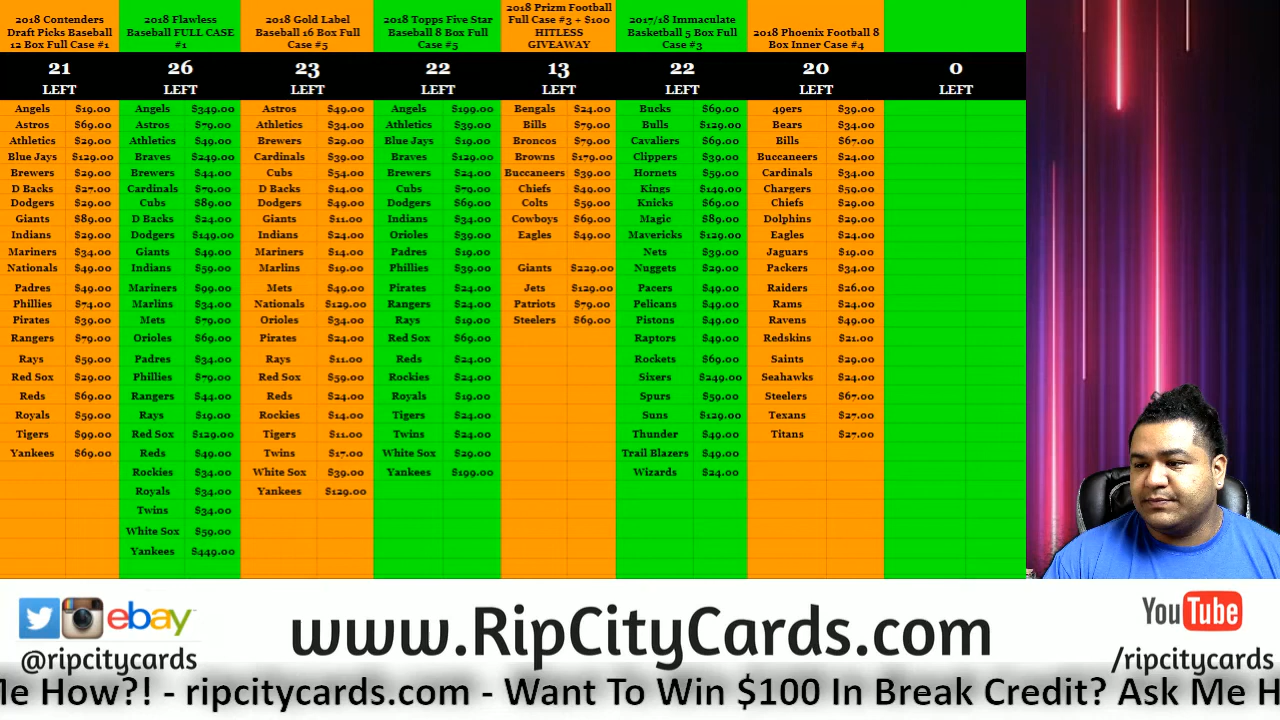 2018 Contenders
Draft Picks Baseball
12 Box Full Case #1
21
LEFT
Angels $19.00
Astros $69.00
Athletics $29.00
Blue Jays $129.00
Brewers $29.00
D Backs $27.00
Dodgers $29.00
Giants $89.00
Indians $29.00
Mariners $34.00
Nationals $49.00
Padres $49.00
Phillies $74.00
Pirates $39.00
Rangers $79.00
Rays $59.00
Red Sox $29.00
Reds $69.00
Royals $59.00
Tigers $99.00
Yankees $69.00
2018 Flawless
Baseball FULL CASE
#1
26
LEFT
Angels $349.00
Astros $79.00
Athletics $49.00
Braves $249.00
Brewers $44.00
Cardinals $79.00
Cubs $89.00
D Backs $24.00
Dodgers $149.00
Giants $49.00
Indians $59.00
Mariners $99.00
Marlins $34.00
Mets $79.00
Orioles $69.00
Padres $34.00
Phillies $79.00
Rangers $44.00
Rays $19.00
Red Sox $129.00
Reds $49.00
Rockies $34.00
Royals $34.00
Twins $34.00
White Sox $59.00
Yankees $449.00
2018 Gold Label
Baseball 16 Box Full
Case #5
23
LEFT
Astros $49.00
Athletics $34.00
Brewers $29.00
Cardinals $39.00
Cubs $54.00
D Backs $14.00
Dodgers $49.00
Giants $11.00
Indians $24.00
Mariners $14.00
Marlins $19.00
Mets $49.00
Nationals $129.00
Orioles $34.00
Pirates $24.00
Rays $11.00
Red Sox $59.00
Reds $24.00
Rockies $14.00
Tigers $11.00
Twins $17.00
White Sox $39.00
Yankees $129.00
2018 Topps Five Star
Baseball 8 Box Full
Case #5
22
LEFT
Angels $199.00
Athletics $39.00
Blue Jays $19.00
Braves $129.00
Brewers $24.00
Cubs $79.00
Dodgers $69.00
Indians $34.00
Orioles $39.00
Padres $19.00
Phillies $39.00
Pirates $24.00
Rangers $24.00
Rays $19.00
Red Sox $69.00
Reds $24.00
Rockies $24.00
Royals $19.00
Tigers $24.00
Twins $24.00
White Sox $29.00
Yankees $199.00
2018 Prizm Football
Full Case #3 + $100
HITLESS
GIVEAWAY
13
LEFT
Bengals $24.00
Bills $79.00
Broncos $79.00
Browns $179.00
Buccaneers $39.00
Chiefs $49.00
Colts $59.00
Cowboys $69.00
Eagles $49.00
Giants $229.00
Jets $129.00
Patriots $79.00
Steelers $69.00
2017/18 Immaculate
Basketball 5 Box Full
Case #3
22
LEFT
Bucks $69.00
Bulls $129.00
Cavaliers $69.00
Clippers $39.00
Hornets $59.00
Kings $149.00
Knicks $69.00
Magic $89.00
Mavericks $129.00
Nets $39.00
Nuggets $29.00
Pacers $49.00
Pelicans $49.00
Pistons $49.00
Raptors $49.00
Rockets $69.00
Sixers $249.00
Spurs $59.00
Suns $129.00
Thunder $49.00
Trail Blazers $49.00
Wizards $24.00
2018 Phoenix Football 8
Box Inner Case #4
20
LEFT
49ers $39.00
Bears $34.00
Bills $67.00
Buccaneers $24.00
Cardinals $34.00
Chargers $59.00
Chiefs $29.00
Dolphins $29.00
Eagles $24.00
Jaguars $19.00
Packers $34.00
Raiders $26.00
Rams $24.00
Ravens $49.00
Redskins $21.00
Saints $29.00
Seahawks $24.00
Steelers $67.00
Texans $27.00
Titans $27.00
0
LEFT
ebay
@ripcitycards
www.RipCityCards.com
YouTube
/ripcitycards
Me How?! - ripcitycards.com - Want To Win $100 In Break Credit? Ask Me H